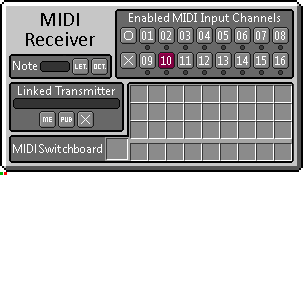 MIDI
Receiver
Enabled MIDI Input Channels
O 01 02 03 04 05 06 07 08
X 09 10 11 12 13 14 15 16
Note LET. OCT.
Linked Transmitter
ME PUB X
MIDI Switchboard